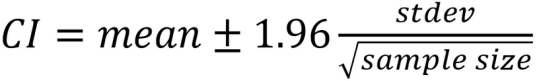 CI = mean ± 1.96 stdev / √sample size